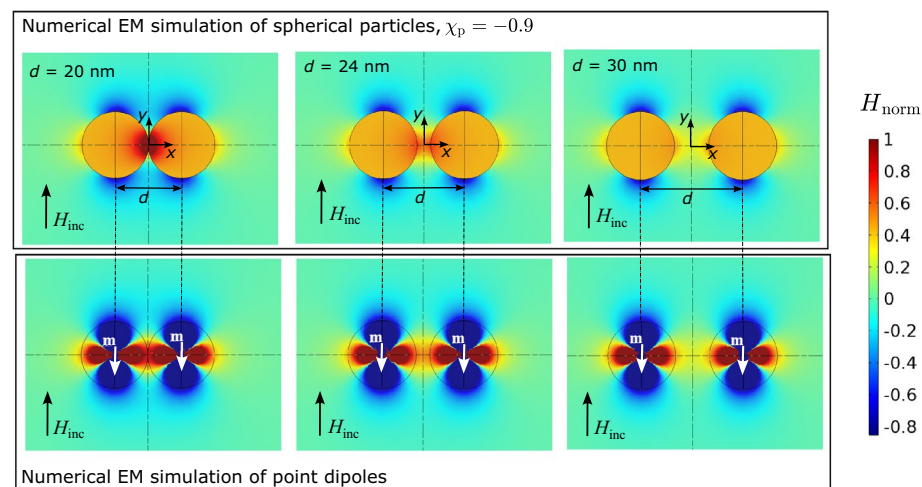 Numerical EM simulation of spherical particles, χp = −0.9
d = 20 nm
d = 24 nm
d = 30 nm
y
x
d
Hinc
y
x
d
Hinc
y
x
d
Hinc
m
m
Hinc
m
m
Hinc
m
m
Hinc
Numerical EM simulation of point dipoles
Hnorm
1
0.8
0.6
0.4
0.2
0
-0.2
-0.4
-0.6
-0.8